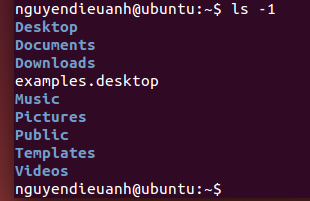 nguyendieuanh@ubuntu:~$ ls -1
Desktop
Documents
Downloads
examples.desktop
Music
Pictures
Public
Templates
Videos
nguyendieuanh@ubuntu:~$